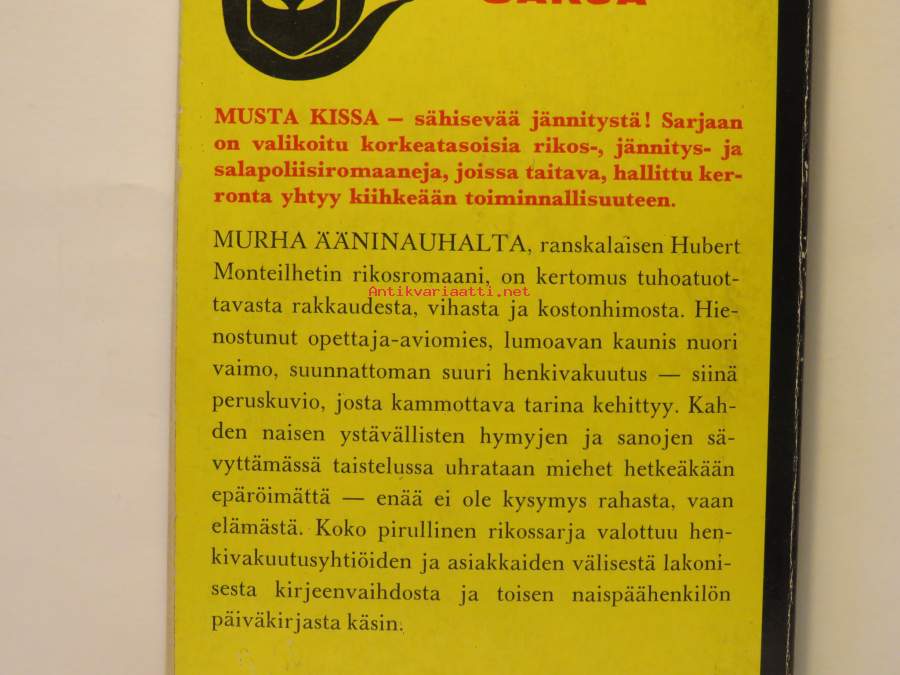 SARJA
MUSTA KISSA – sähisevää jännitystä! Sarjaan
on valikoitu korkeatasoisia rikos-, jännitys- ja
salapoliisiromaaneja, joissa taitava, hallittu ker-
ronta yhtyy kiihkeään toiminnallisuuteen.
MURHA ÄÄNINAUHALTA, ranskalaisen Hubert
Monteilhetin rikosromaani, on kertomus tuhoatuot-
Antikvariaatti.net
tavasta rakkaudesta, vihasta ja kostonhimosta. Hie-
nostunut opettaja-aviomies, lumoavan kaunis nuori
vaimo, suunnattoman suuri henkivakuutus — siinä
peruskuvio, josta kammottava tarina kehittyy. Kah-
den naisen ystävällisten hymyjen ja sanojen sä-
vyttämässä taistelussa uhrataan miehet hetkeäkään
epäröimättä — enää ei ole kysymys rahasta, vaan
elämästä. Koko pirullinen rikossarja valottuu hen-
kivakuutusyhtiöiden ja asiakkaiden välisestä lakoni-
sesta kirjeenvaihdosta ja toisen naispäähenkilön
päiväkirjasta käsin.